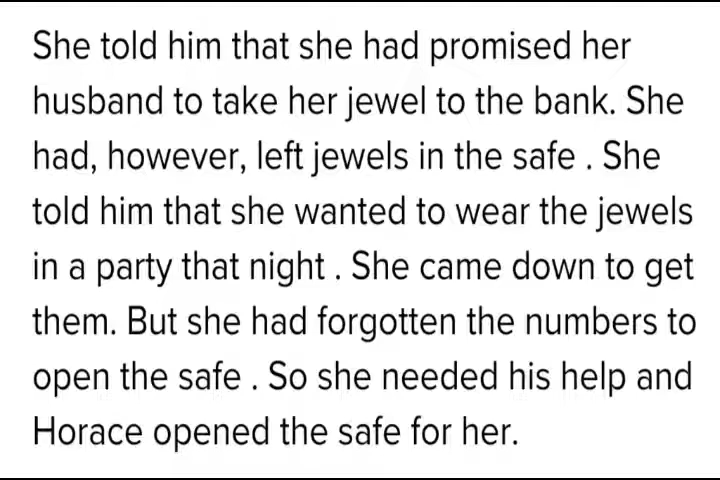 She told him that she had promised her
husband to take her jewel to the bank. She
had, however, left jewels in the safe . She
told him that she wanted to wear the jewels
in a party that night . She came down to get
them. But she had forgotten the numbers to
open the safe . So she needed his help and
Horace opened the safe for her.